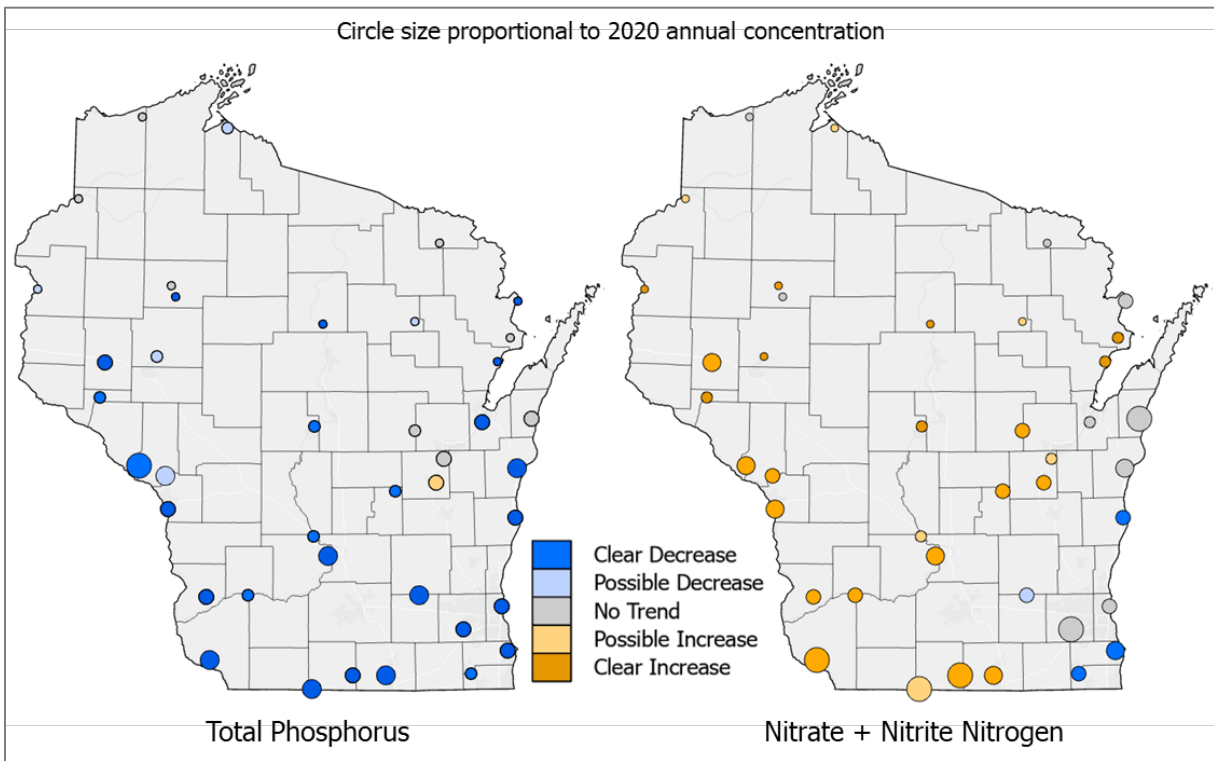 Circle size proportional to 2020 annual concentration
Clear Decrease
Possible Decrease
No Trend
Possible Increase
Clear Increase
Total Phosphorus
Nitrate + Nitrite Nitrogen